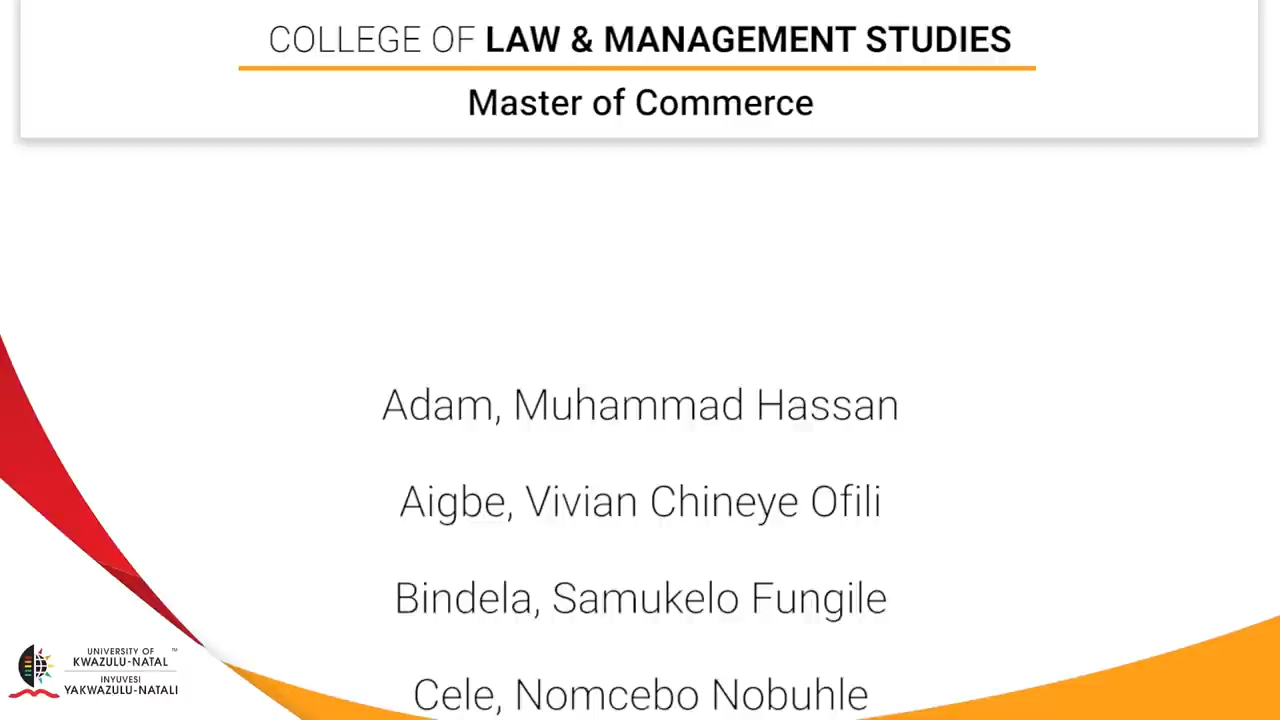 COLLEGE OF LAW & MANAGEMENT STUDIES
Master of Commerce
Adam, Muhammad Hassan
Aigbe, Vivian Chineye Ofili
Bindela, Samukelo Fungile
Cele, Nomcebo Nobuhle
UNIVERSITY OF ™
KWAZULU-NATAL
INYUVESI
YAKWAZULU-NATALI